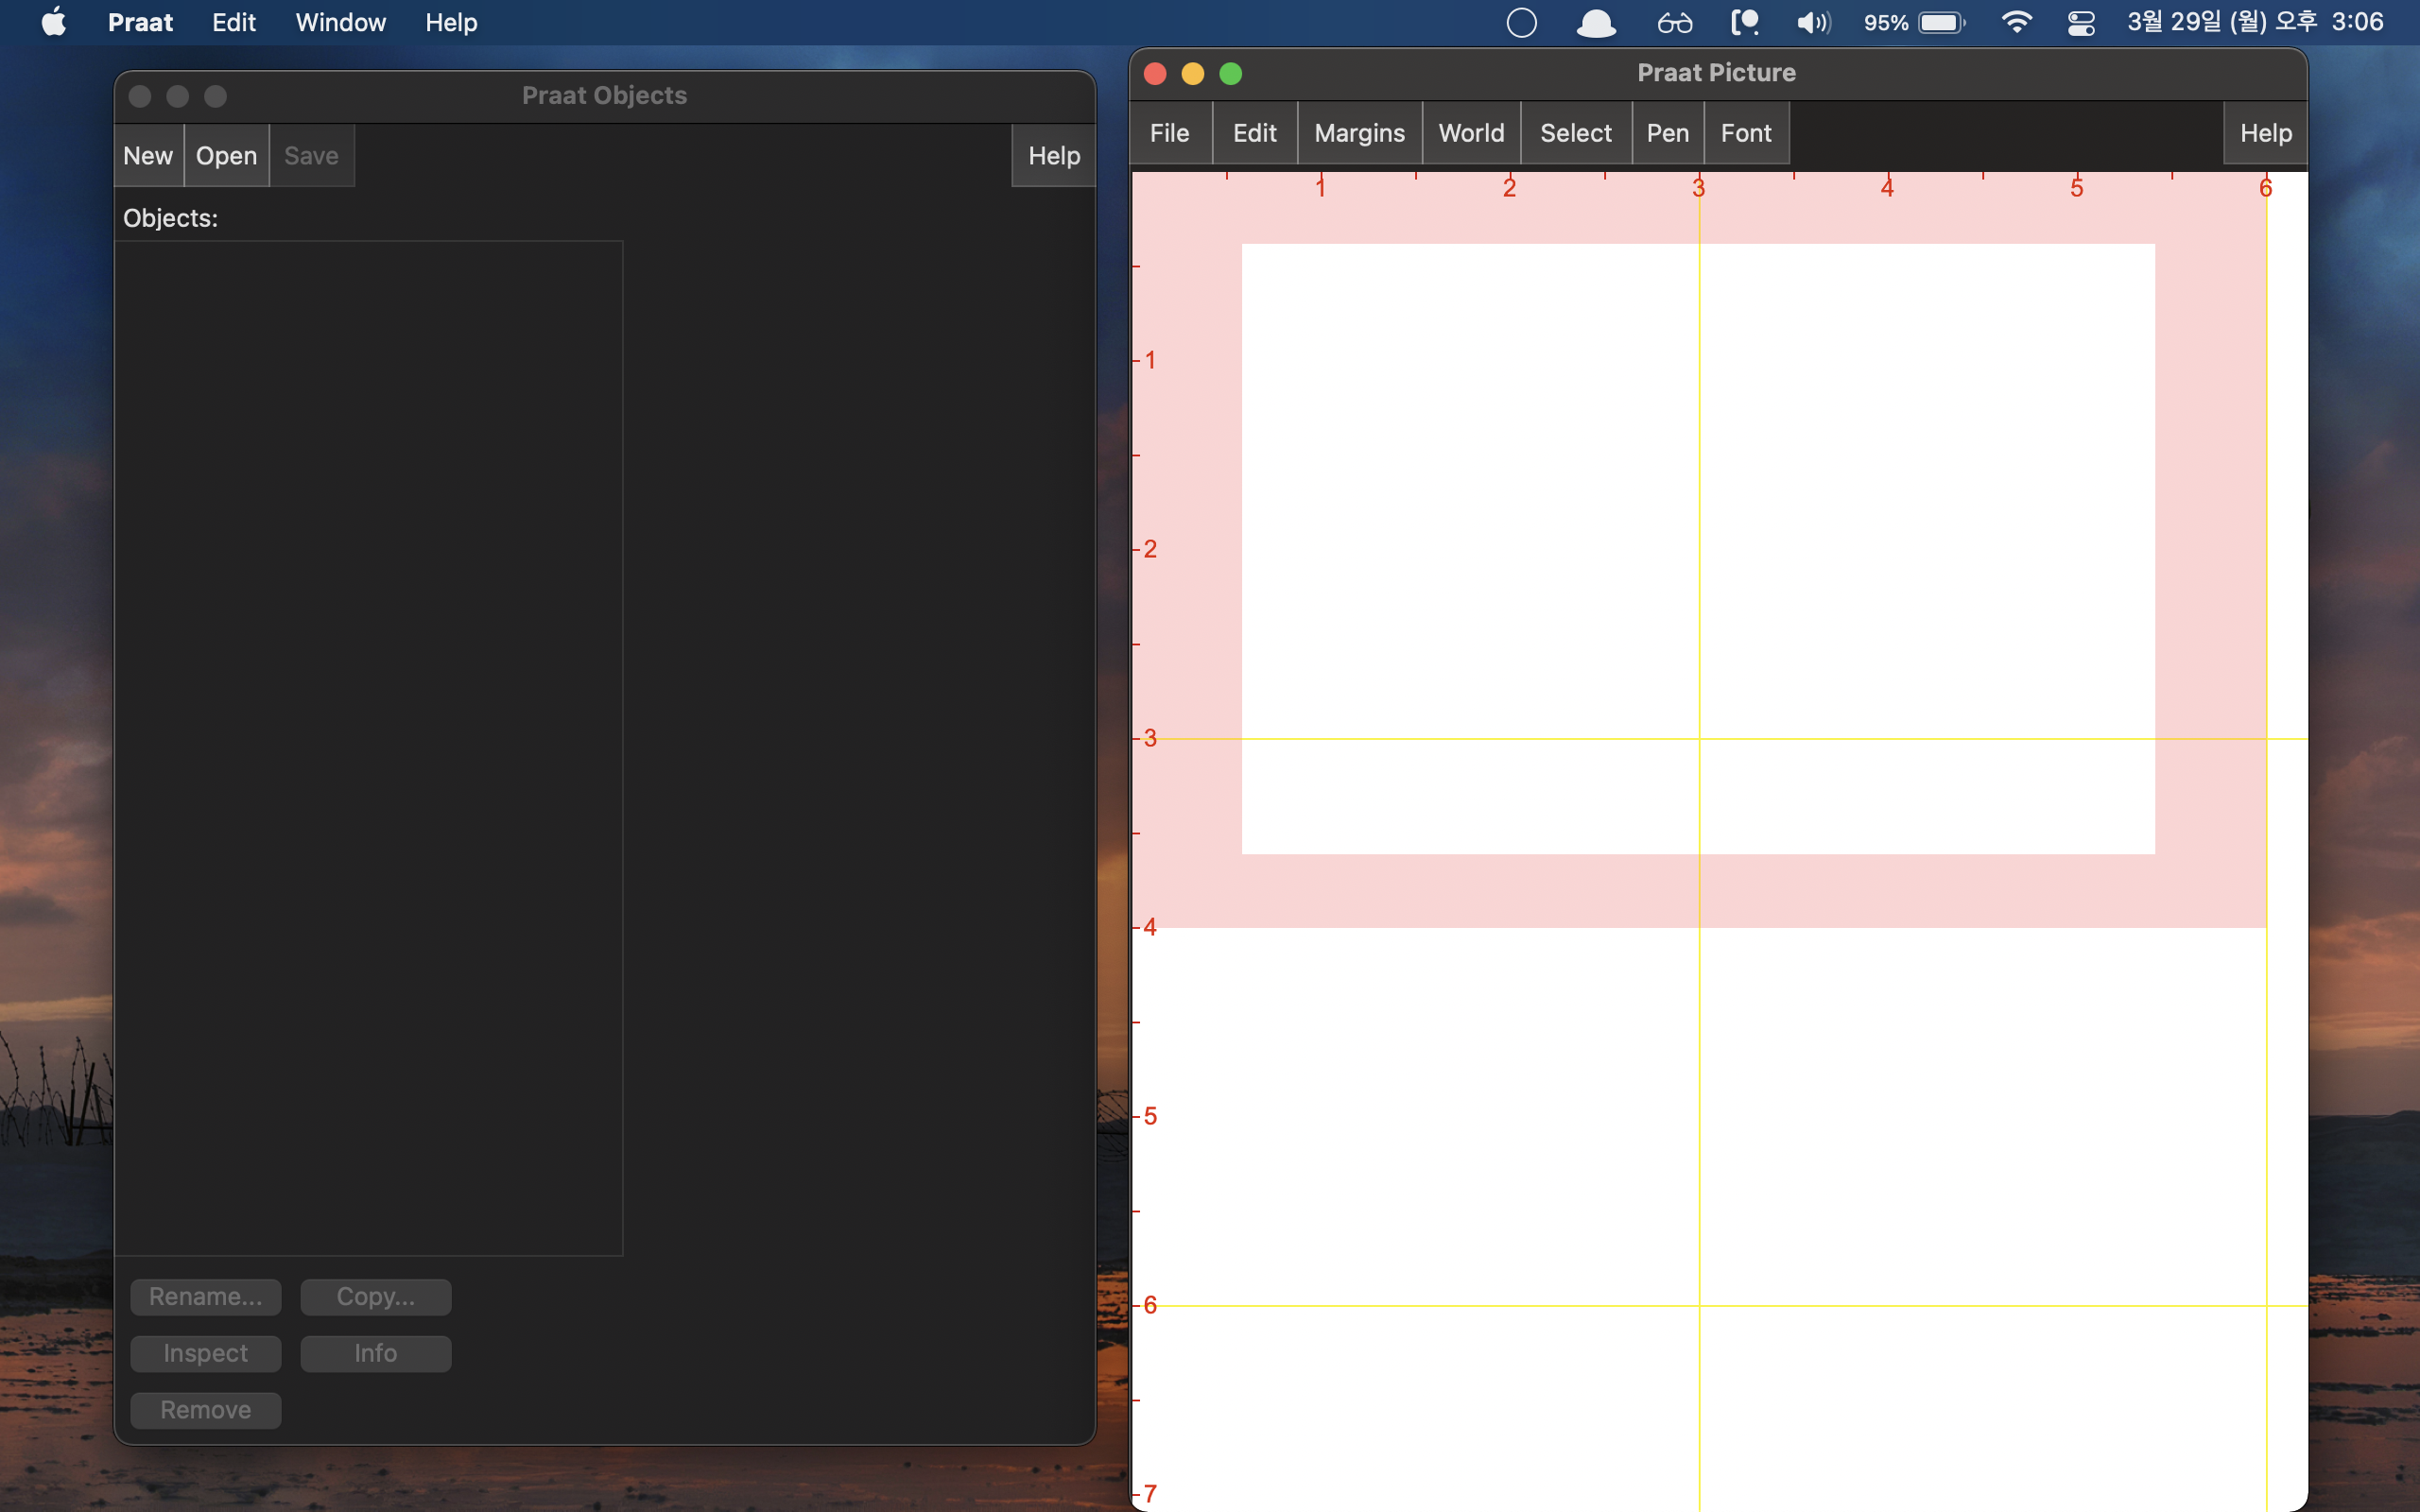 Praat Edit Window Help 95% 3월 29일 (월) 오후 3:06
Praat Objects
New Open Save Help
Objects:
Rename... Copy...
Inspect Info
Remove
Praat Picture
File Edit Margins World Select Pen Font Help
1 2 3 4 5 6
1
2
3
4
5
6
7